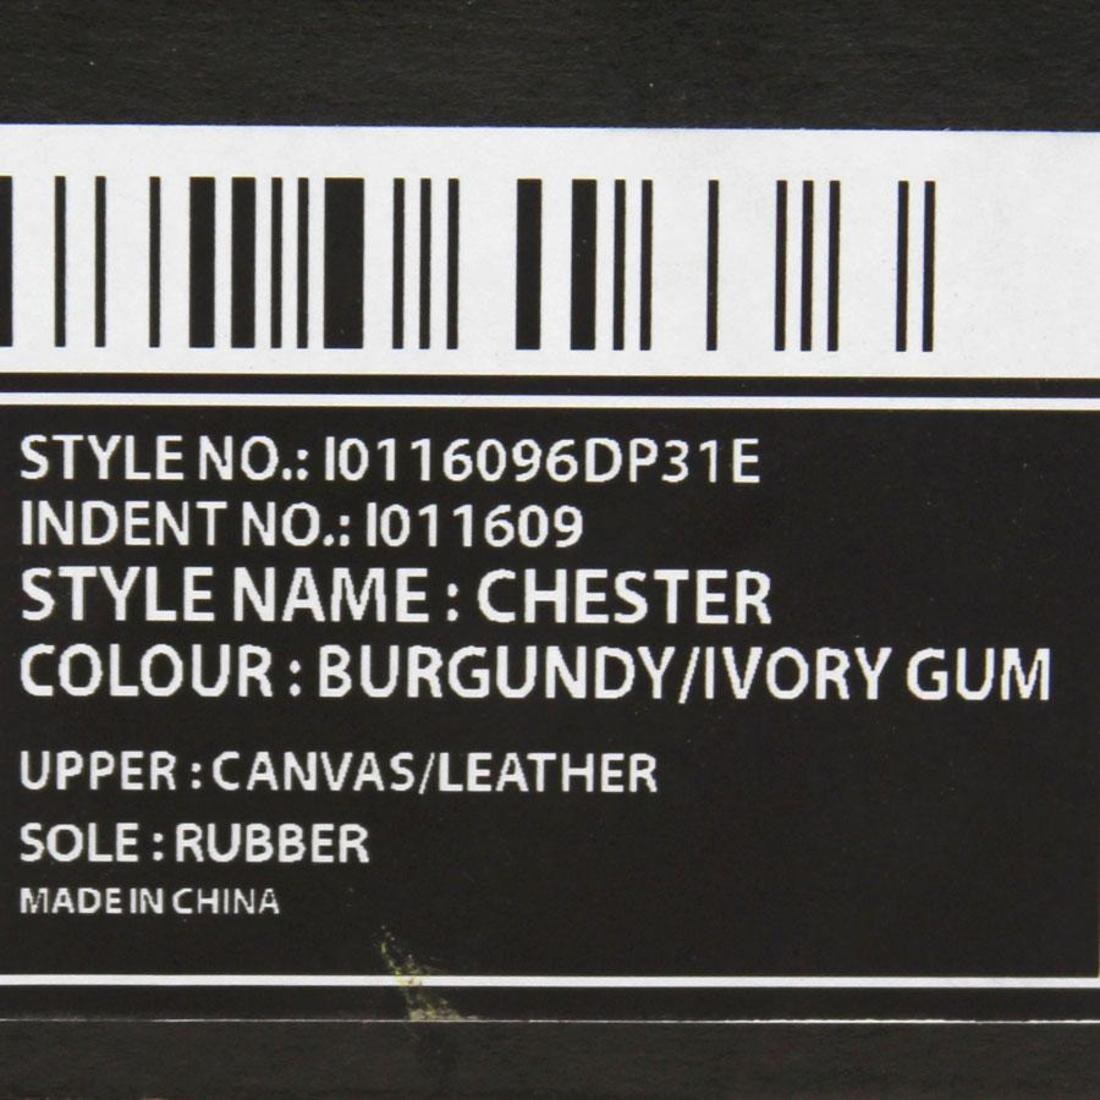 STYLE NO.: I0116096DP31E
INDENT NO.: I011609
STYLE NAME : CHESTER
COLOUR : BURGUNDY/IVORY GUM
UPPER : CANVAS/LEATHER
SOLE : RUBBER
MADE IN CHINA